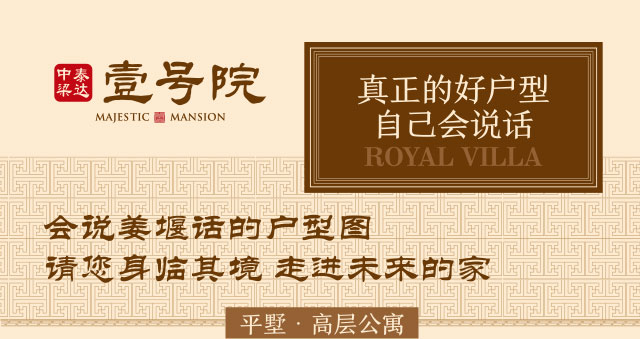 中梁
泰达
壹号院
MAJESTIC MANSION
真正的好户型
自己会说话
ROYAL VILLA
会说姜堰话的户型图
请您身临其境 走进未来的家
平墅 · 高层公寓